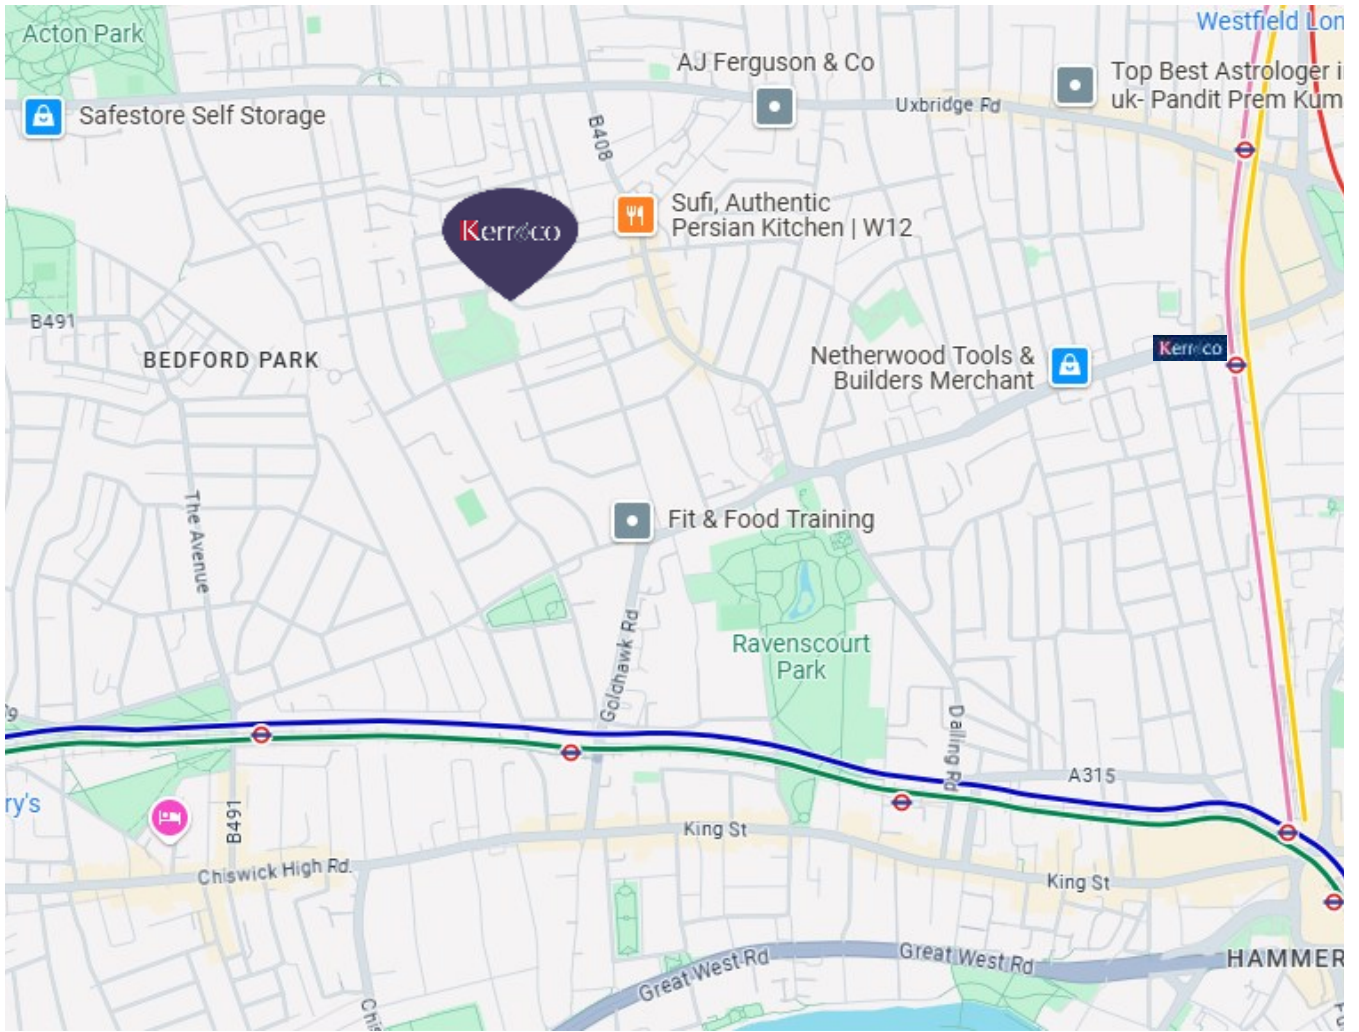 Acton Park
Westfield Lon
AJ Ferguson & Co
Top Best Astrologer i
uk- Pandit Prem Kum
Safestore Self Storage
Uxbridge Rd
B408
Sufi, Authentic
Persian Kitchen | W12
Kerr&co
B491
BEDFORD PARK
Netherwood Tools &
Builders Merchant
Kerr&co
The Avenue
Fit & Food Training
Goldhawk Rd
Ravenscourt
Park
Dalling Rd
A315
ry's
B491
King St
Chiswick High Rd.
King St
Great West Rd
Great West Rd
HAMMER
Chis